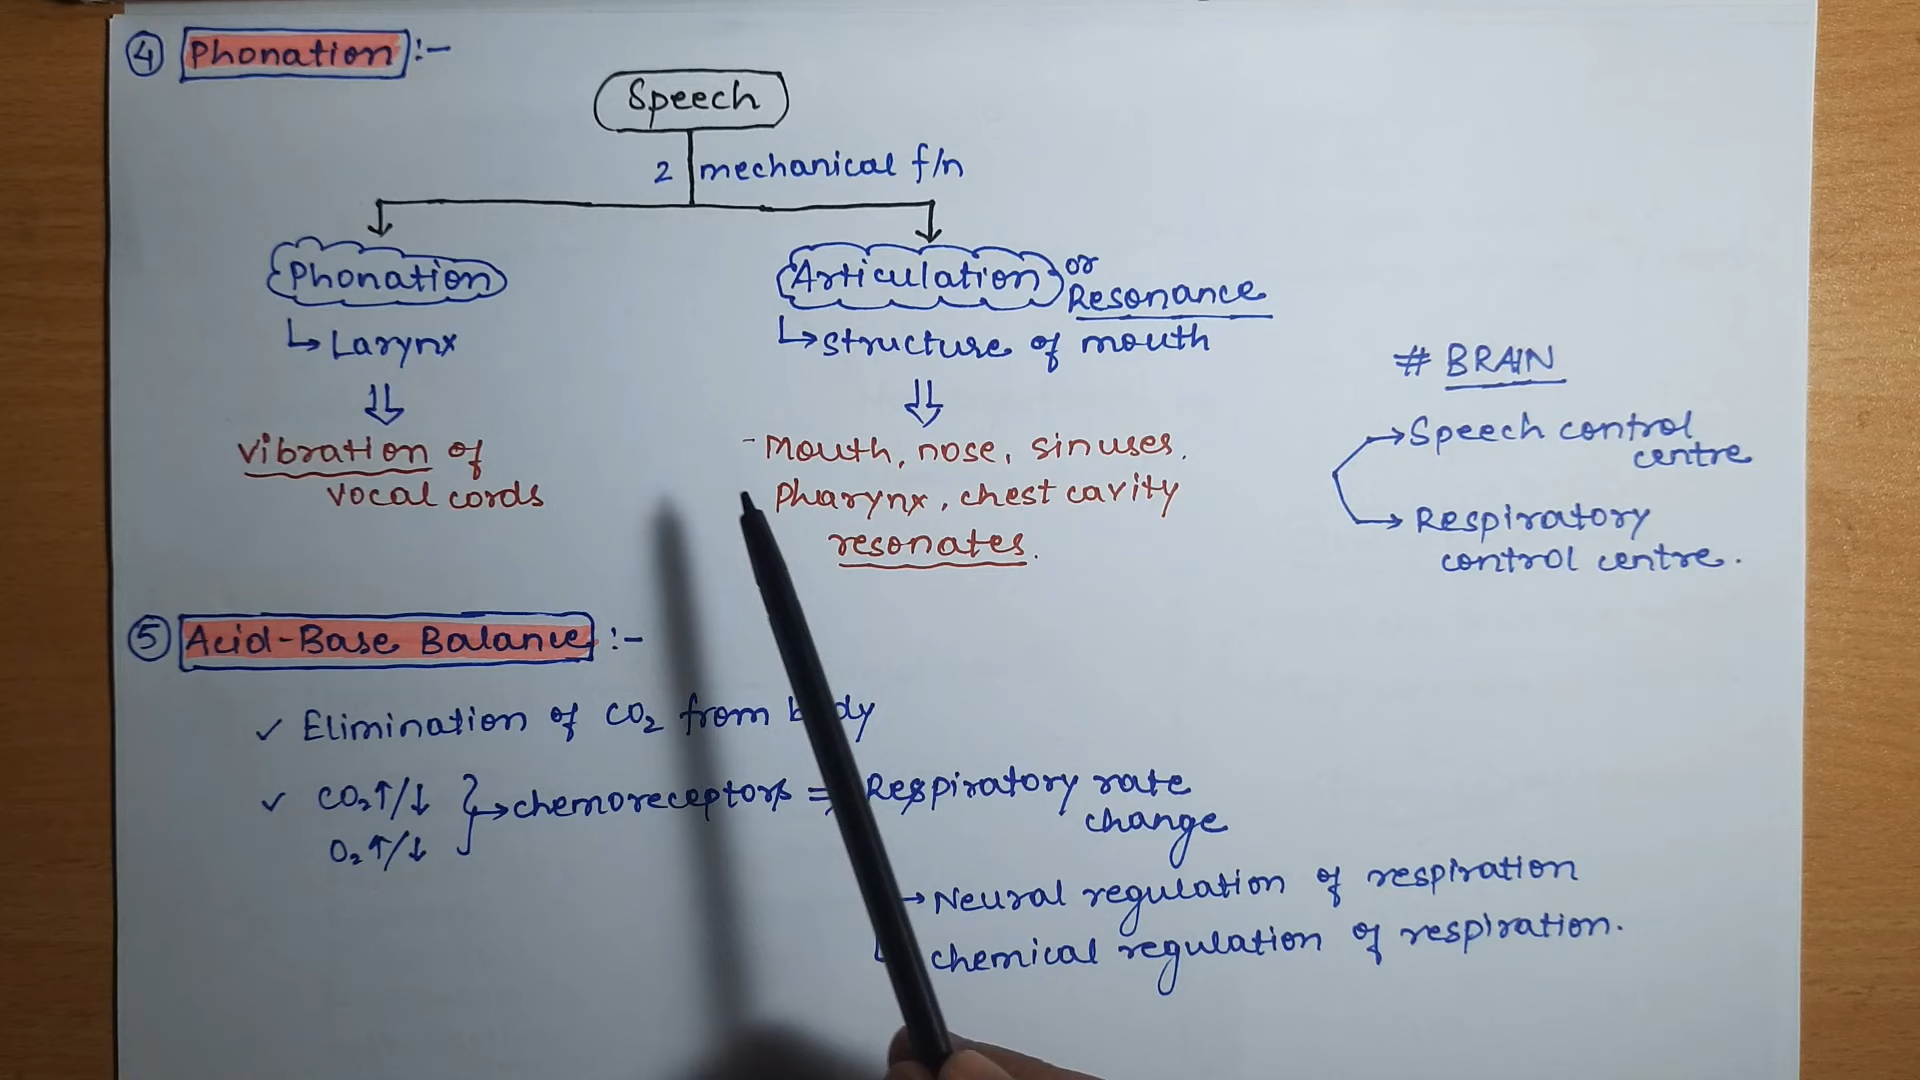 ④ Phonation :-
Speech
2 mechanical f/n
Phonation
Articulation or
Resonance
↳ Larynx
↳ structure of mouth
⇓
⇓
Vibration of
vocal cords
- Mouth, nose, sinuses.
Pharynx, chest cavity
resonates.
# BRAIN
→ Speech control
centre
→ Respiratory
control centre.
⑤ Acid-Base Balance :-
✓ Elimination of CO₂ from body
✓ CO₂↑/↓ } → chemoreceptors ⇒ Respiratory rate
O₂↑/↓
change
→ Neural regulation of respiration
chemical regulation of respiration.